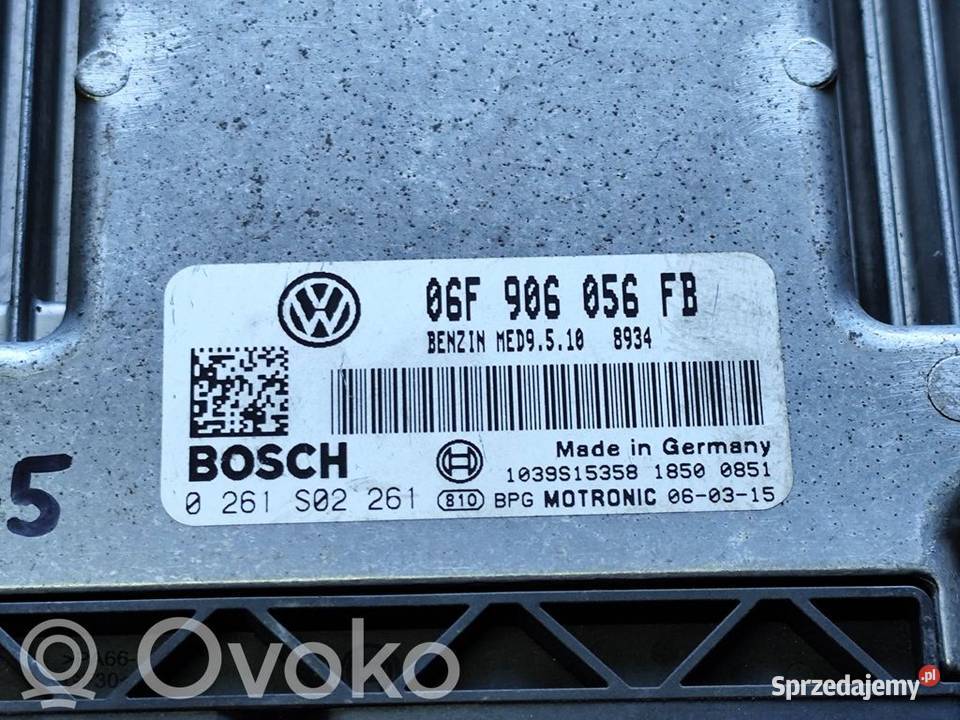 06F 906 056 FB
BENZIN MED9.5.10 8934
BOSCH
Made in Germany
1039S15358 1850 0851
0 261 S02 261 810 BPG MOTRONIC 06-03-15
5
Ovoko
Sprzedajemy.pl